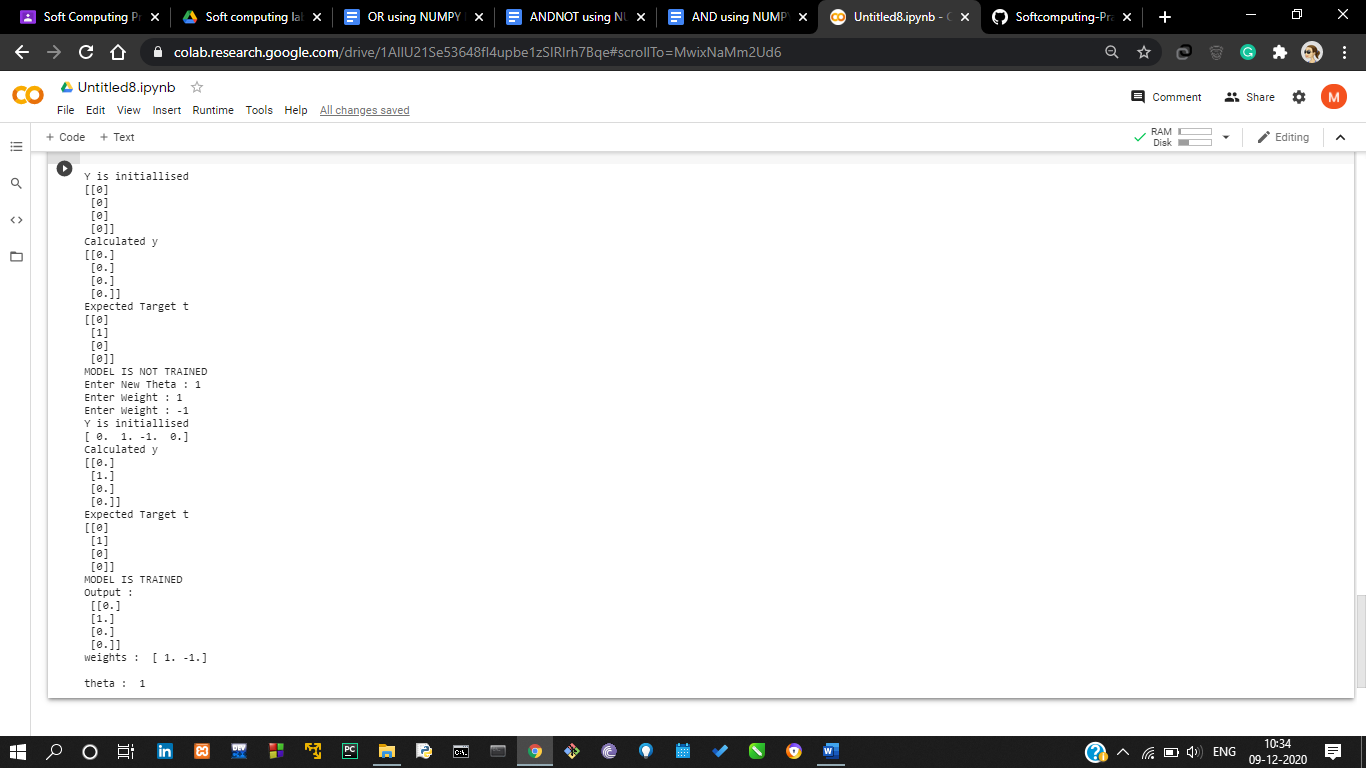 Soft Computing Pr
Soft computing lal
OR using NUMPY
ANDNOT using NU
AND using NUMPY
Untitled8.ipynb - C
Softcomputing-Pra
colab.research.google.com/drive/1AIlU21Se53648fI4upbe1zSIRIrh7Bqe#scrollTo=MwixNaMm2Ud6
Untitled8.ipynb
File Edit View Insert Runtime Tools Help All changes saved
Comment
Share
M
+ Code + Text
RAM
Disk
Editing
Y is initiallised
[[0]
[0]
[0]
[0]]
Calculated y
[[0.]
[0.]
[0.]
[0.]]
Expected Target t
[[0]
[1]
[0]
[0]]
MODEL IS NOT TRAINED
Enter New Theta : 1
Enter Weight : 1
Enter Weight : -1
Y is initiallised
[ 0.  1. -1.  0.]
Calculated y
[[0.]
[1.]
[0.]
[0.]]
Expected Target t
[[0]
[1]
[0]
[0]]
MODEL IS TRAINED
Output :
[[0.]
[1.]
[0.]
[0.]]
weights :  [ 1. -1.]
theta :  1
ENG
10:34
09-12-2020